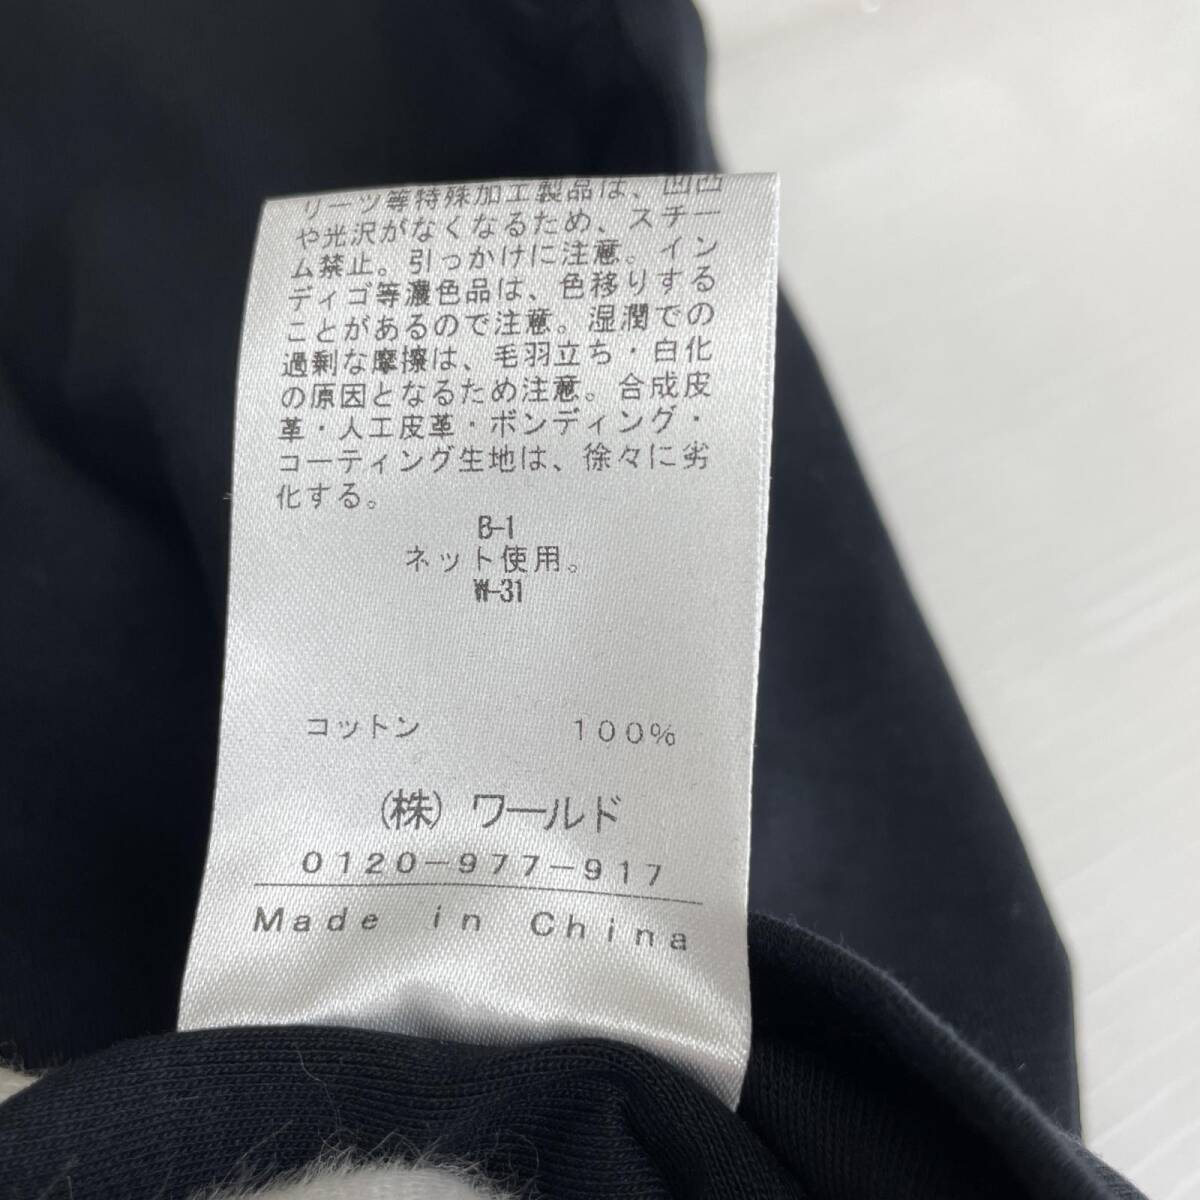 リーツ等特殊加工製品は、凹凸
や光沢がなくなるため、スチー
ム禁止。引っかけに注意。イン
ディゴ等濃色品は、色移りする
ことがあるので注意。湿潤での
過剰な摩擦は、毛羽立ち・白化
の原因となるため注意。合成皮
革・人工皮革・ボンディング・
コーティング生地は、徐々に劣
化する。
B-1
ネット使用。
W-31
コットン 100%
(株) ワールド
0120-977-917
Made in China